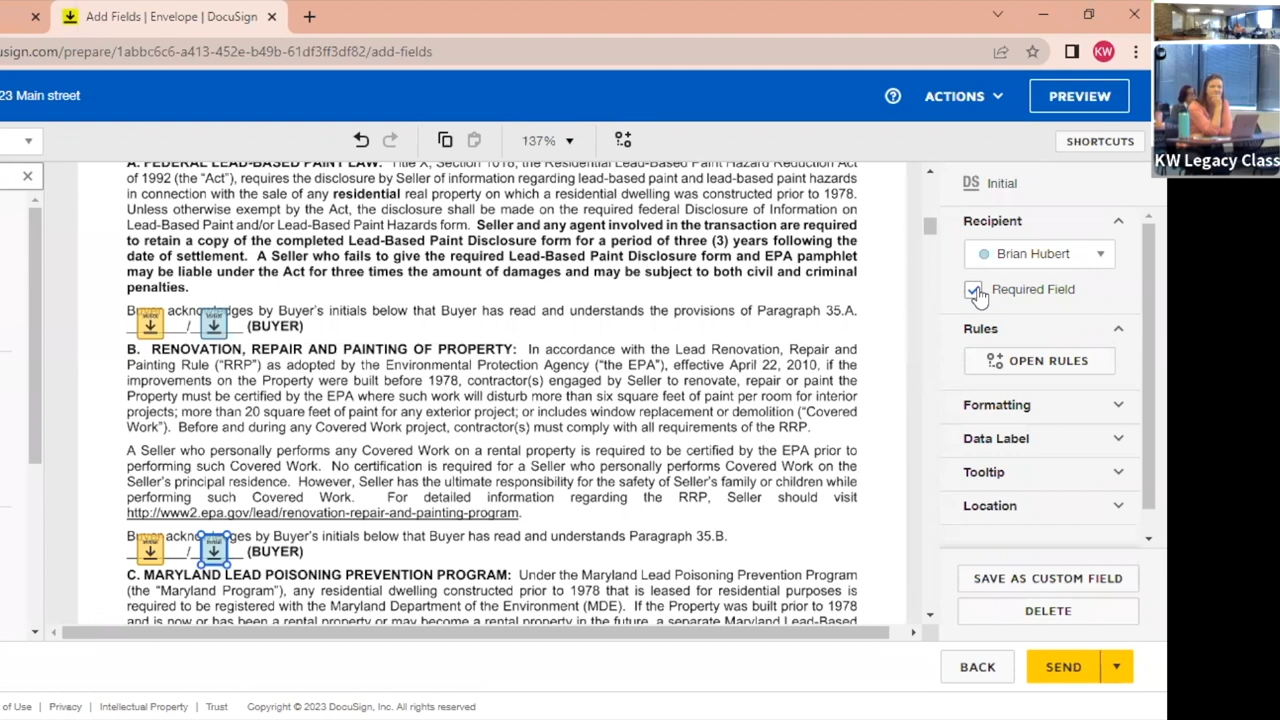 Add Fields | Envelope | DocuSign
usign.com/prepare/1abbc6c6-a413-452e-b49b-61df3ff3df82/add-fields
KW
23 Main street
ACTIONS
PREVIEW
137%
SHORTCUTS
KW Legacy Class
A. FEDERAL LEAD-BASED PAINT LAW: Title X, Section 1018, the Residential Lead-Based Paint Hazard Reduction Act
of 1992 (the “Act”), requires the disclosure by Seller of information regarding lead-based paint and lead-based paint hazards
in connection with the sale of any residential real property on which a residential dwelling was constructed prior to 1978.
Unless otherwise exempt by the Act, the disclosure shall be made on the required federal Disclosure of Information on
Lead-Based Paint and/or Lead-Based Paint Hazards form. Seller and any agent involved in the transaction are required
to retain a copy of the completed Lead-Based Paint Disclosure form for a period of three (3) years following the
date of settlement. A Seller who fails to give the required Lead-Based Paint Disclosure form and EPA pamphlet
may be liable under the Act for three times the amount of damages and may be subject to both civil and criminal
penalties.
Buyer acknowledges by Buyer’s initials below that Buyer has read and understands the provisions of Paragraph 35.A.
/ (BUYER)
B. RENOVATION, REPAIR AND PAINTING OF PROPERTY: In accordance with the Lead Renovation, Repair and
Painting Rule (“RRP”) as adopted by the Environmental Protection Agency (“the EPA”), effective April 22, 2010, if the
improvements on the Property were built before 1978, contractor(s) engaged by Seller to renovate, repair or paint the
Property must be certified by the EPA where such work will disturb more than six square feet of paint per room for interior
projects; more than 20 square feet of paint for any exterior project; or includes window replacement or demolition (“Covered
Work”). Before and during any Covered Work project, contractor(s) must comply with all requirements of the RRP.
A Seller who personally performs any Covered Work on a rental property is required to be certified by the EPA prior to
performing such Covered Work. No certification is required for a Seller who personally performs Covered Work on the
Seller’s principal residence. However, Seller has the ultimate responsibility for the safety of Seller’s family or children while
performing such Covered Work. For detailed information regarding the RRP, Seller should visit
http://www2.epa.gov/lead/renovation-repair-and-painting-program.
Buyer acknowledges by Buyer’s initials below that Buyer has read and understands Paragraph 35.B.
/ (BUYER)
C. MARYLAND LEAD POISONING PREVENTION PROGRAM: Under the Maryland Lead Poisoning Prevention Program
(the “Maryland Program”), any residential dwelling constructed prior to 1978 that is leased for residential purposes is
required to be registered with the Maryland Department of the Environment (MDE). If the Property was built prior to 1978
and is now or has been a rental property or may become a rental property in the future, a separate Maryland Lead-Based
DS Initial
Recipient
Brian Hubert
Required Field
Rules
OPEN RULES
Formatting
Data Label
Tooltip
Location
SAVE AS CUSTOM FIELD
DELETE
BACK
SEND
of Use | Privacy | Intellectual Property | Trust Copyright © 2023 DocuSign, Inc. All rights reserved